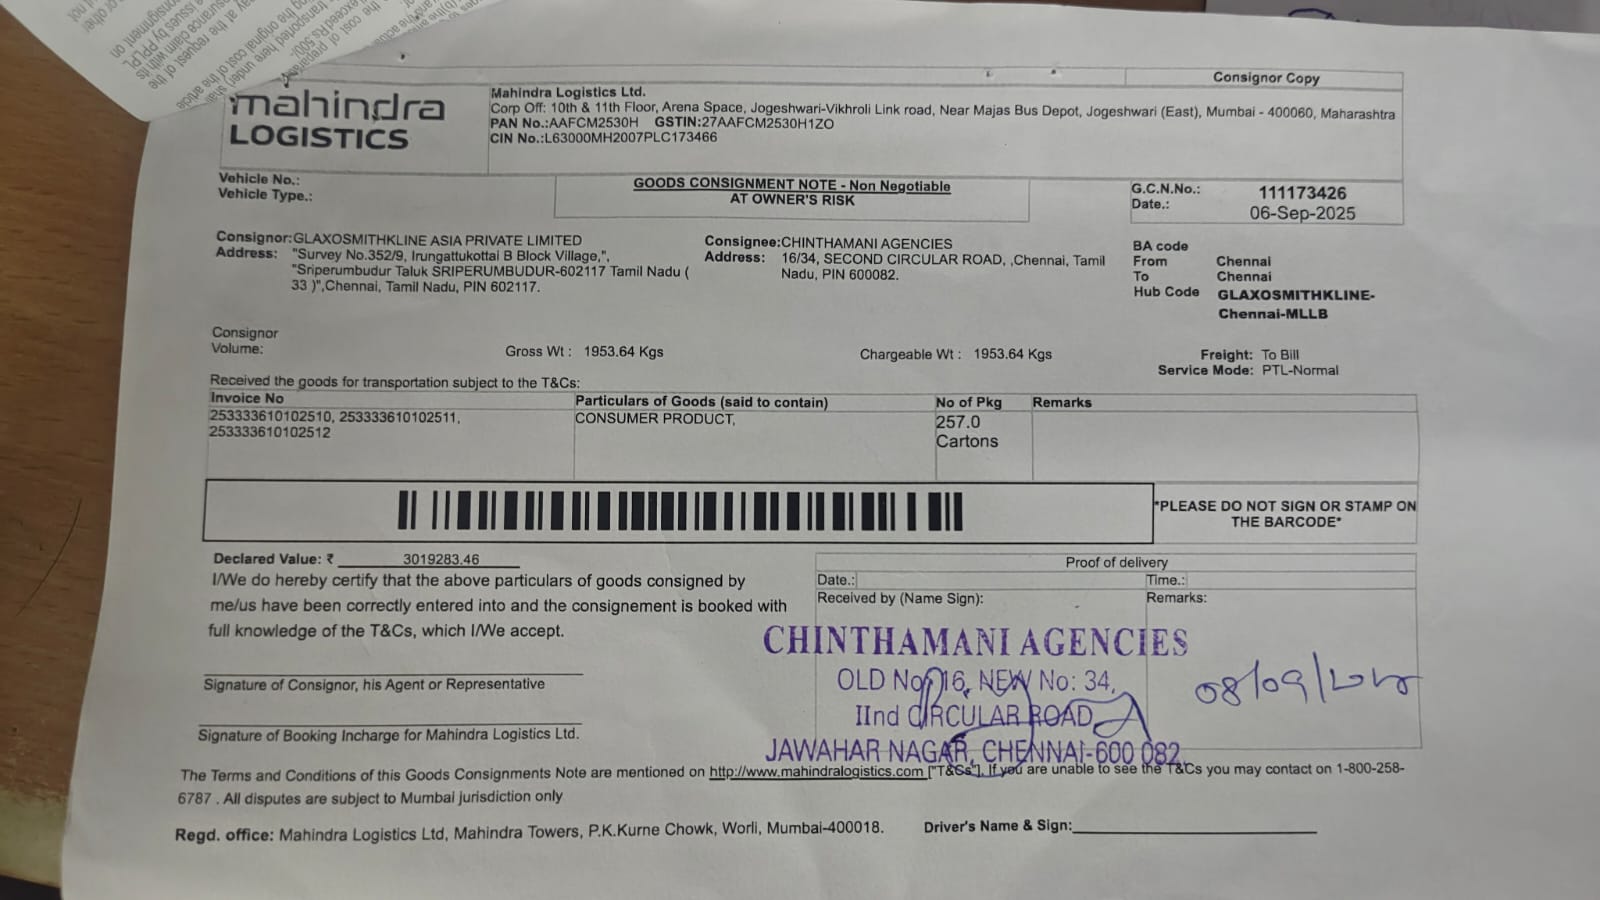 Consignor Copy
mahindra
LOGISTICS
Mahindra Logistics Ltd.
Corp Off: 10th & 11th Floor, Arena Space, Jogeshwari-Vikhroli Link road, Near Majas Bus Depot, Jogeshwari (East), Mumbai - 400060, Maharashtra
PAN No.:AAFCM2530H GSTIN:27AAFCM2530H1ZO
CIN No.:L63000MH2007PLC173466
Vehicle No.:
Vehicle Type.:
GOODS CONSIGNMENT NOTE - Non Negotiable
AT OWNER'S RISK
G.C.N.No.: 111173426
Date.: 06-Sep-2025
Consignor:GLAXOSMITHKLINE ASIA PRIVATE LIMITED
Address: "Survey No.352/9, Irungattukottai B Block Village,",
"Sriperumbudur Taluk SRIPERUMBUDUR-602117 Tamil Nadu (
33 )",Chennai, Tamil Nadu, PIN 602117.
Consignee:CHINTHAMANI AGENCIES
Address: 16/34, SECOND CIRCULAR ROAD, ,Chennai, Tamil
Nadu, PIN 600082.
BA code
From Chennai
To Chennai
Hub Code GLAXOSMITHKLINE-
Chennai-MLLB
Consignor
Volume:
Gross Wt : 1953.64 Kgs
Chargeable Wt : 1953.64 Kgs
Freight: To Bill
Service Mode: PTL-Normal
Received the goods for transportation subject to the T&Cs:
Invoice No Particulars of Goods (said to contain) No of Pkg Remarks
253333610102510, 253333610102511, CONSUMER PRODUCT, 257.0
253333610102512 Cartons
*PLEASE DO NOT SIGN OR STAMP ON
THE BARCODE*
Declared Value: ₹ 3019283.46
I/We do hereby certify that the above particulars of goods consigned by
me/us have been correctly entered into and the consignement is booked with
full knowledge of the T&Cs, which I/We accept.
Proof of delivery
Date.: Time.:
Received by (Name Sign): Remarks:
CHINTHAMANI AGENCIES
OLD No: 16, NEW No: 34,
IInd CIRCULAR ROAD
JAWAHAR NAGAR, CHENNAI-600 082.
08/09/2025
Signature of Consignor, his Agent or Representative
Signature of Booking Incharge for Mahindra Logistics Ltd.
The Terms and Conditions of this Goods Consignments Note are mentioned on http://www.mahindralogistics.com ["T&Cs"]. If you are unable to see the T&Cs you may contact on 1-800-258-
6787 . All disputes are subject to Mumbai jurisdiction only
Regd. office: Mahindra Logistics Ltd, Mahindra Towers, P.K.Kurne Chowk, Worli, Mumbai-400018.
Driver's Name & Sign: